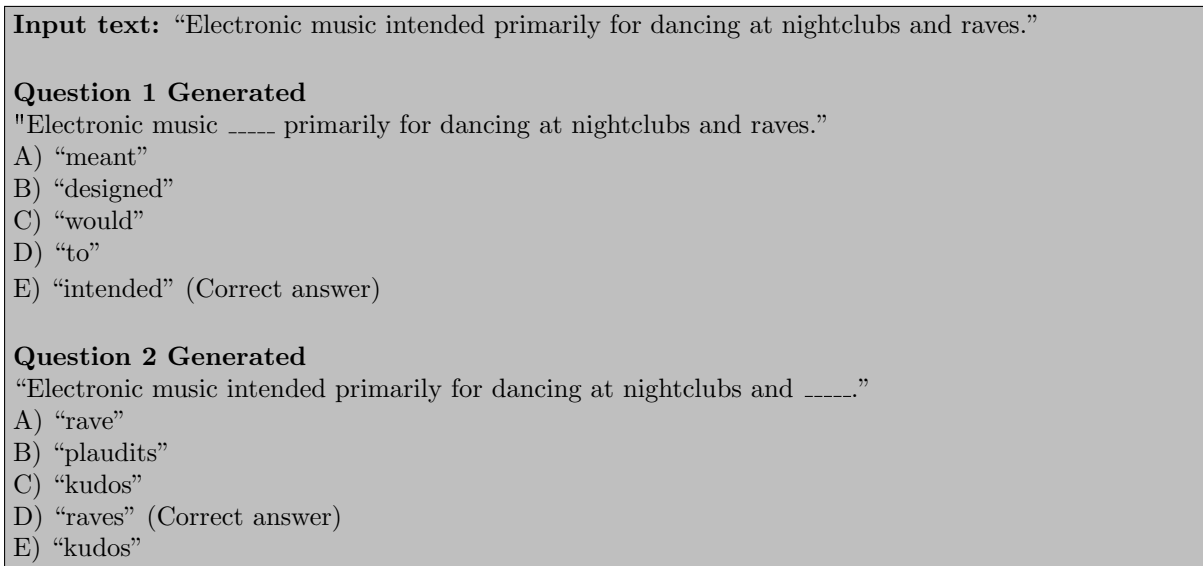 Input text: “Electronic music intended primarily for dancing at nightclubs and raves.”
Question 1 Generated
"Electronic music _____ primarily for dancing at nightclubs and raves.”
A) “meant”
B) “designed”
C) “would”
D) “to”
E) “intended” (Correct answer)
Question 2 Generated
“Electronic music intended primarily for dancing at nightclubs and _____.”
A) “rave”
B) “plaudits”
C) “kudos”
D) “raves” (Correct answer)
E) “kudos”